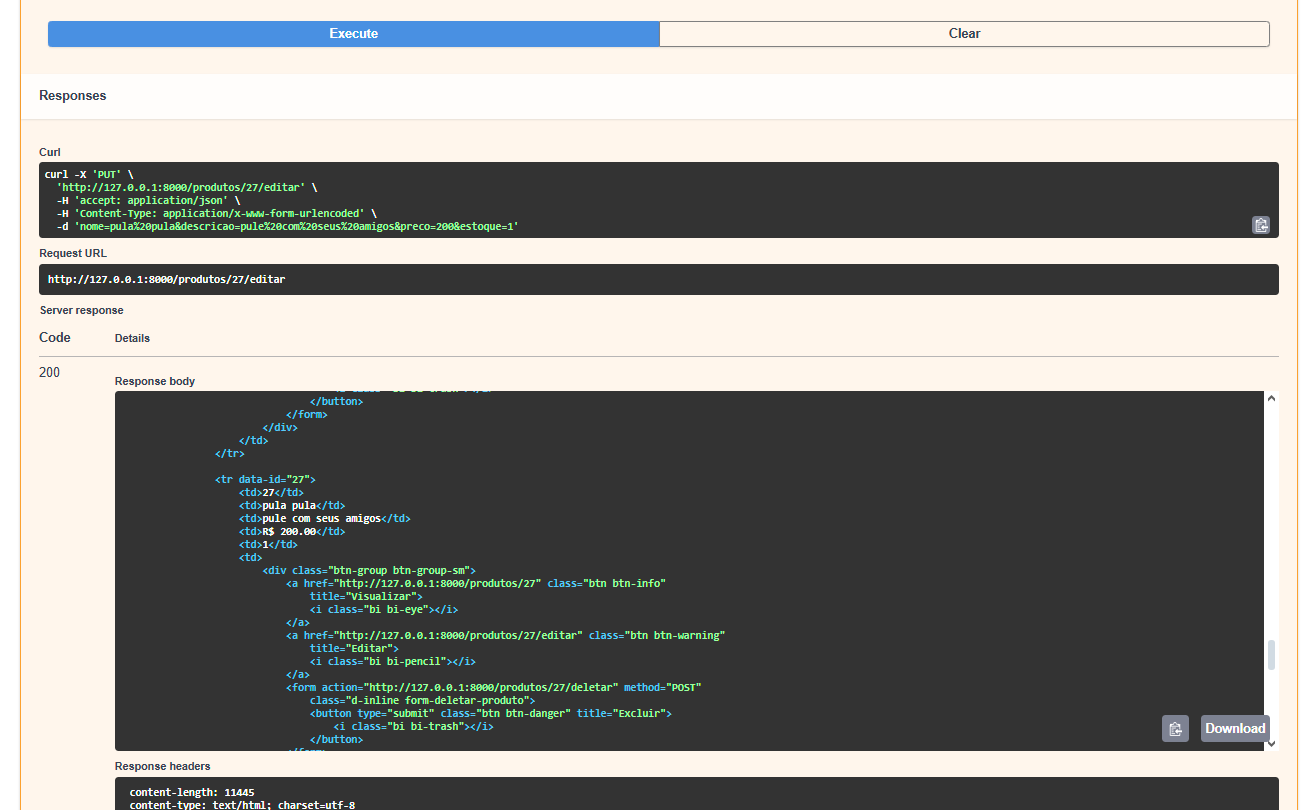 Execute
Clear
Responses
Curl
curl -X 'PUT' \
'http://127.0.0.1:8000/produtos/27/editar' \
-H 'accept: application/json' \
-H 'Content-Type: application/x-www-form-urlencoded' \
-d 'nome=pula%20pula&descricao=pule%20com%20seus%20amigos&preco=200&estoque=1'
Request URL
http://127.0.0.1:8000/produtos/27/editar
Server response
Code Details
200
Response body
</button>
</form>
</div>
</td>
</tr>
<tr data-id="27">
<td>27</td>
<td>pula pula</td>
<td>pule com seus amigos</td>
<td>R$ 200.00</td>
<td>1</td>
<td>
<div class="btn-group btn-group-sm">
<a href="http://127.0.0.1:8000/produtos/27" class="btn btn-info"
title="Visualizar">
<i class="bi bi-eye"></i>
</a>
<a href="http://127.0.0.1:8000/produtos/27/editar" class="btn btn-warning"
title="Editar">
<i class="bi bi-pencil"></i>
</a>
<form action="http://127.0.0.1:8000/produtos/27/deletar" method="POST"
class="d-inline form-deletar-produto">
<button type="submit" class="btn btn-danger" title="Excluir">
<i class="bi bi-trash"></i>
</button>
Download
Response headers
content-length: 11445
content-type: text/html; charset=utf-8